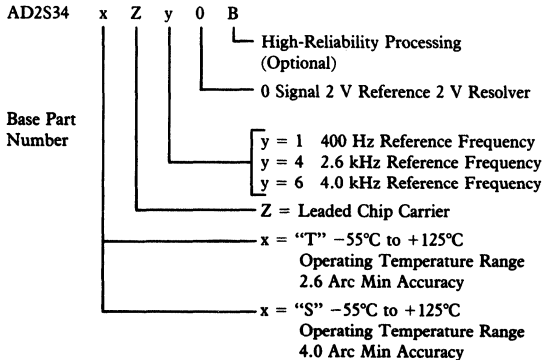 AD2S34 x Z y 0 B
High-Reliability Processing
(Optional)
0 Signal 2 V Reference 2 V Resolver
Base Part
Number
y = 1 400 Hz Reference Frequency
y = 4 2.6 kHz Reference Frequency
y = 6 4.0 kHz Reference Frequency
Z = Leaded Chip Carrier
x = “T” −55°C to +125°C
Operating Temperature Range
2.6 Arc Min Accuracy
x = “S” −55°C to +125°C
Operating Temperature Range
4.0 Arc Min Accuracy